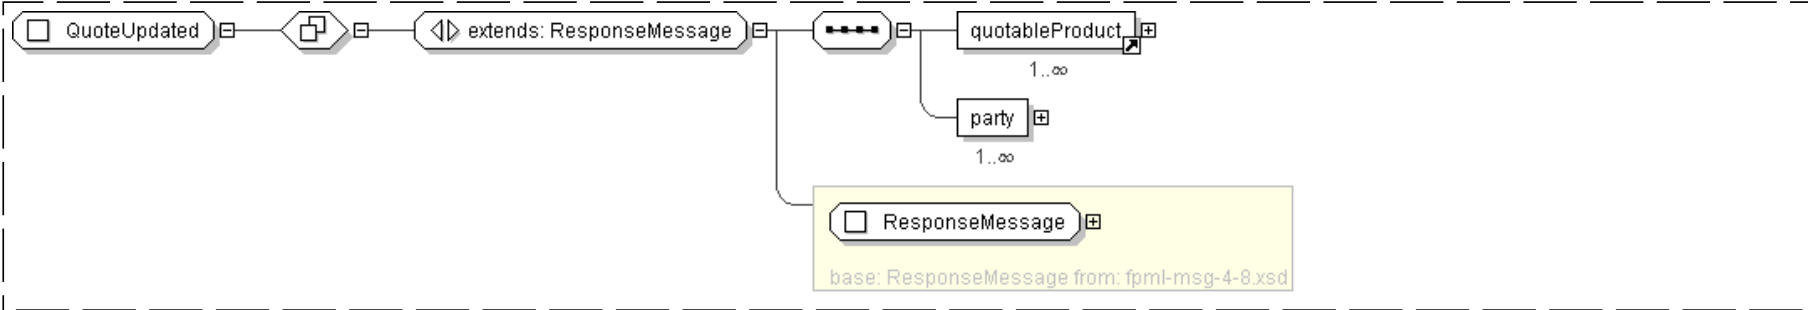 QuoteUpdated
extends: ResponseMessage
quotableProduct
1..∞
party
1..∞
ResponseMessage
base: ResponseMessage from: fpml-msg-4-8.xsd